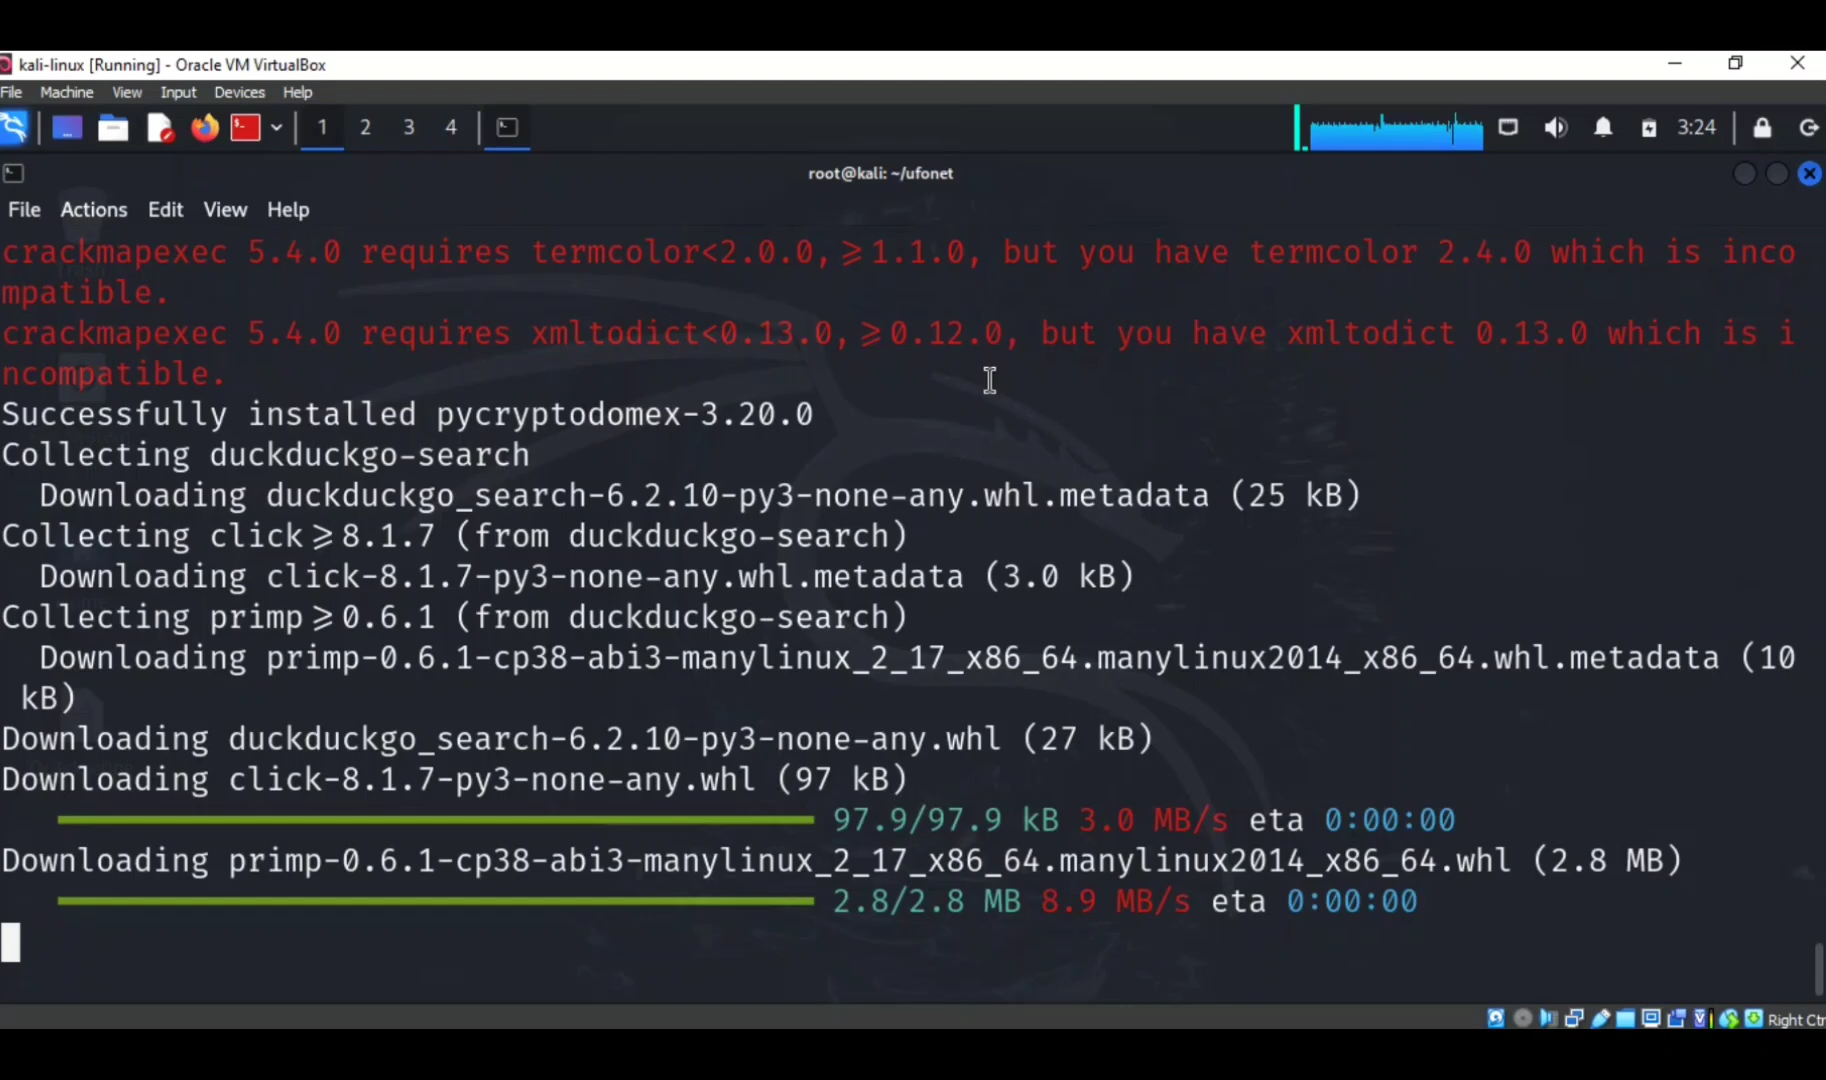 kali-linux [Running] - Oracle VM VirtualBox
File Machine View Input Devices Help
1 2 3 4 3:24
root@kali: ~/ufonet
File Actions Edit View Help
crackmapexec 5.4.0 requires termcolor<2.0.0,≥1.1.0, but you have termcolor 2.4.0 which is inco
mpatible.
crackmapexec 5.4.0 requires xmltodict<0.13.0,≥0.12.0, but you have xmltodict 0.13.0 which is i
ncompatible.
Successfully installed pycryptodomex-3.20.0
Collecting duckduckgo-search
Downloading duckduckgo_search-6.2.10-py3-none-any.whl.metadata (25 kB)
Collecting click≥8.1.7 (from duckduckgo-search)
Downloading click-8.1.7-py3-none-any.whl.metadata (3.0 kB)
Collecting primp≥0.6.1 (from duckduckgo-search)
Downloading primp-0.6.1-cp38-abi3-manylinux_2_17_x86_64.manylinux2014_x86_64.whl.metadata (10
kB)
Downloading duckduckgo_search-6.2.10-py3-none-any.whl (27 kB)
Downloading click-8.1.7-py3-none-any.whl (97 kB)
97.9/97.9 kB 3.0 MB/s eta 0:00:00
Downloading primp-0.6.1-cp38-abi3-manylinux_2_17_x86_64.manylinux2014_x86_64.whl (2.8 MB)
2.8/2.8 MB 8.9 MB/s eta 0:00:00
Right Ctr